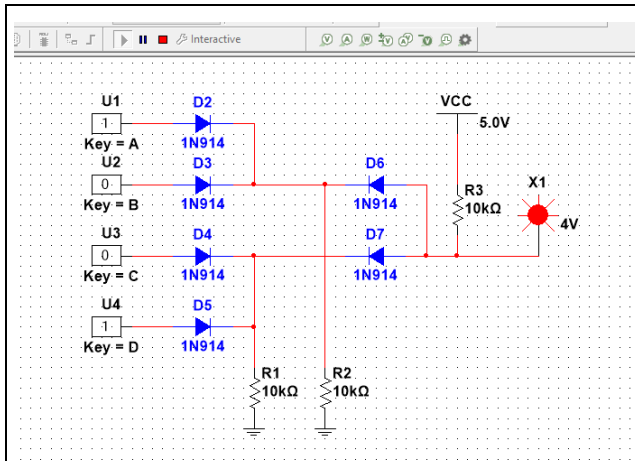 Interactive
U1
1
Key = A
D2
1N914
VCC
5.0V
U2
0
Key = B
D3
1N914
D6
1N914
R3
10kΩ
X1
4V
U3
0
Key = C
D4
1N914
D7
1N914
U4
1
Key = D
D5
1N914
R1
10kΩ
R2
10kΩ